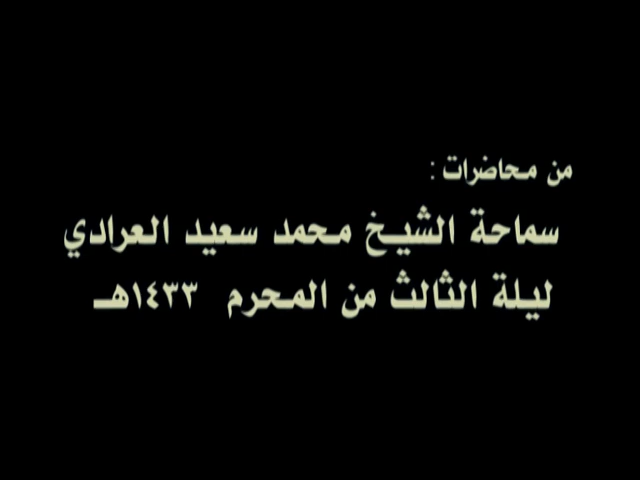 من محاضرات :
سماحة الشيخ محمد سعيد العرادي
ليلة الثالث من المحرم ١٤٣٣هـ